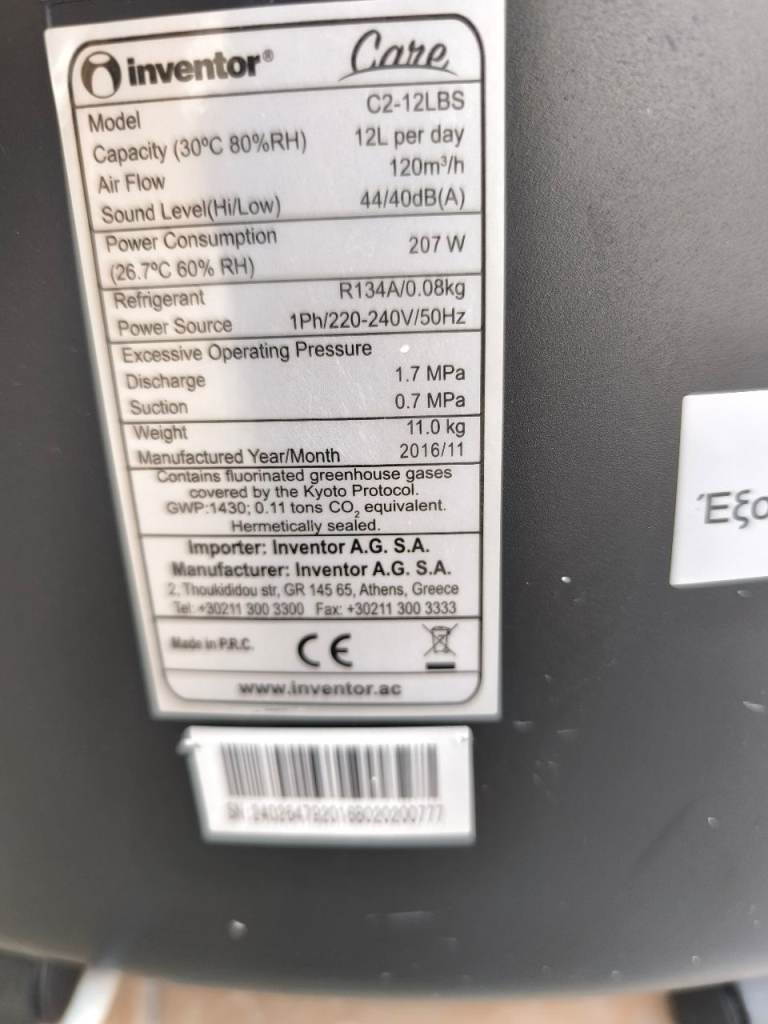 inventor® Care
Model C2-12LBS
Capacity (30ºC 80%RH) 12L per day
Air Flow 120m³/h
Sound Level(Hi/Low) 44/40dB(A)
Power Consumption
(26.7ºC 60% RH) 207 W
Refrigerant R134A/0.08kg
Power Source 1Ph/220-240V/50Hz
Excessive Operating Pressure
Discharge 1.7 MPa
Suction 0.7 MPa
Weight 11.0 kg
Manufactured Year/Month 2016/11
Contains fluorinated greenhouse gases
covered by the Kyoto Protocol.
GWP:1430; 0.11 tons CO₂ equivalent.
Hermetically sealed.
Importer: Inventor A.G. S.A.
Manufacturer: Inventor A.G. S.A.
2, Thoukididou str, GR 145 65, Athens, Greece
Tel: +30211 300 3300 Fax: +30211 300 3333
Made in P.R.C. CE
www.inventor.ac
Έξο